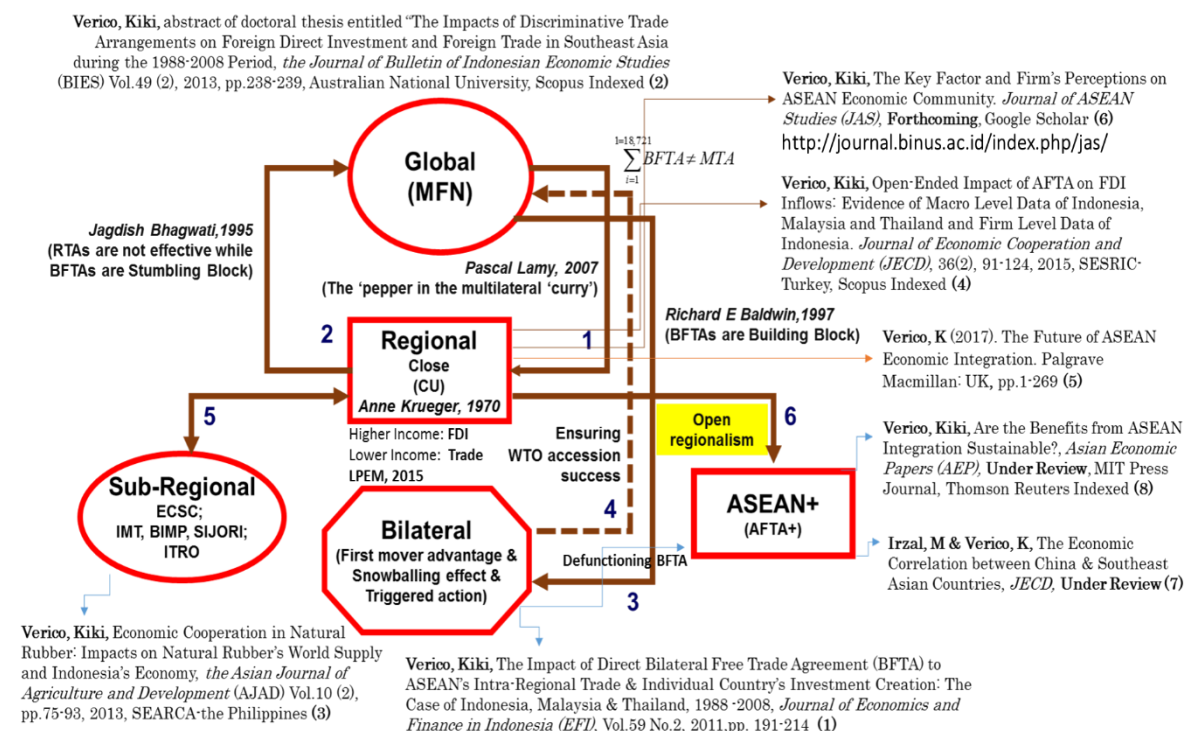 Verico, Kiki, abstract of doctoral thesis entitled “The Impacts of Discriminative Trade
Arrangements on Foreign Direct Investment and Foreign Trade in Southeast Asia
during the 1988-2008 Period, the Journal of Bulletin of Indonesian Economic Studies
(BIES) Vol.49 (2), 2013, pp.238-239, Australian National University, Scopus Indexed (2)
Verico, Kiki, The Key Factor and Firm’s Perceptions on
ASEAN Economic Community. Journal of ASEAN
Studies (JAS), Forthcoming, Google Scholar (6)
http://journal.binus.ac.id/index.php/jas/
Global
(MFN)
1=18,721
∑BFTA≠MTA
i=1
Verico, Kiki, Open-Ended Impact of AFTA on FDI
Inflows: Evidence of Macro Level Data of Indonesia,
Malaysia and Thailand and Firm Level Data of
Indonesia. Journal of Economic Cooperation and
Development (JECD), 36(2), 91-124, 2015, SESRIC-
Turkey, Scopus Indexed (4)
Jagdish Bhagwati,1995
(RTAs are not effective while
BFTAs are Stumbling Block)
Pascal Lamy, 2007
(The ‘pepper in the multilateral ‘curry’)
Richard E Baldwin,1997
(BFTAs are Building Block)
2
1
Regional
Close
(CU)
Anne Krueger, 1970
Verico, K (2017). The Future of ASEAN
Economic Integration. Palgrave
Macmillan: UK, pp.1-269 (5)
5
6
Open
regionalism
Higher Income: FDI
Lower Income: Trade
LPEM, 2015
Ensuring
WTO accession
success
4
Verico, Kiki, Are the Benefits from ASEAN
Integration Sustainable?, Asian Economic
Papers (AEP), Under Review, MIT Press
Journal, Thomson Reuters Indexed (8)
Sub-Regional
ECSC;
IMT, BIMP, SIJORI;
ITRO
ASEAN+
(AFTA+)
Bilateral
(First mover advantage &
Snowballing effect &
Triggered action)
Defunctioning BFTA
3
Irzal, M & Verico, K, The Economic
Correlation between China & Southeast
Asian Countries, JECD, Under Review (7)
Verico, Kiki, Economic Cooperation in Natural
Rubber: Impacts on Natural Rubber’s World Supply
and Indonesia’s Economy, the Asian Journal of
Agriculture and Development (AJAD) Vol.10 (2),
pp.75-93, 2013, SEARCA-the Philippines (3)
Verico, Kiki, The Impact of Direct Bilateral Free Trade Agreement (BFTA) to
ASEAN’s Intra-Regional Trade & Individual Country’s Investment Creation: The
Case of Indonesia, Malaysia & Thailand, 1988 -2008, Journal of Economics and
Finance in Indonesia (EFI), Vol.59 No.2, 2011,pp. 191-214 (1)